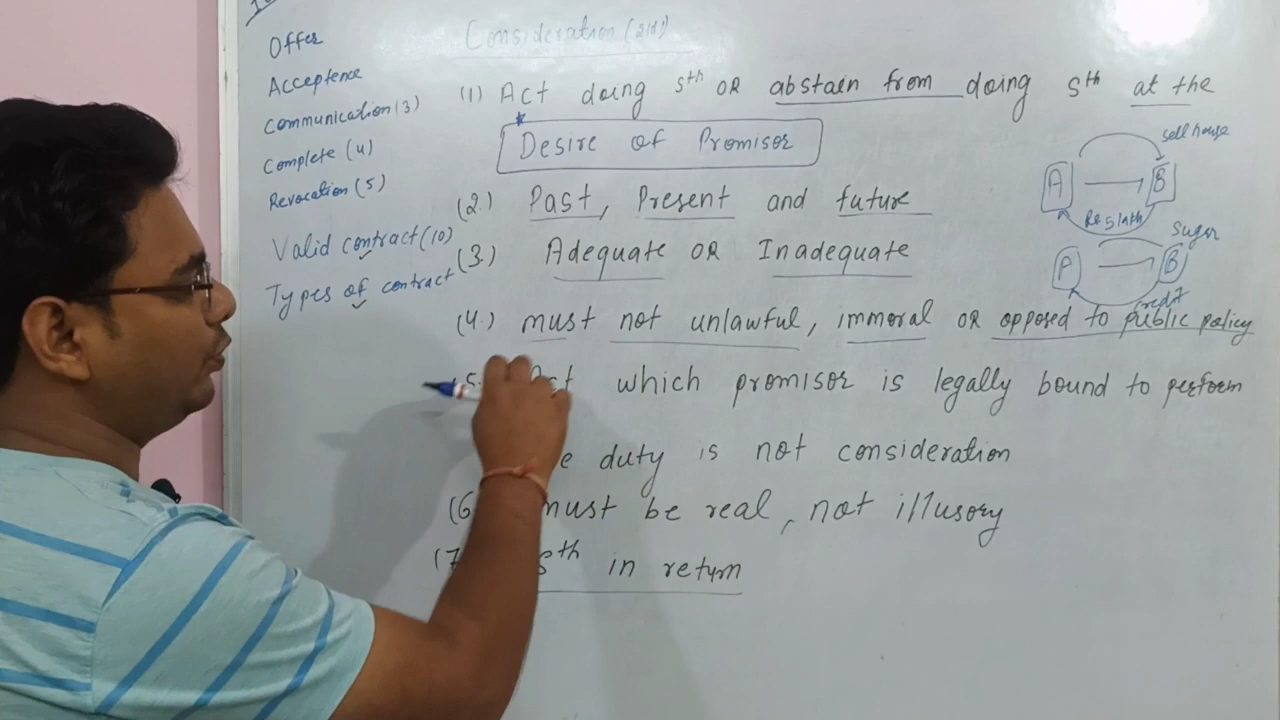 Offer
Acceptence
Communication (3)
Complete (4)
Revocation (5)
Valid contract (10)
Types of contract
Consideration
(1) Act doing sth OR abstain from doing sth at the
Desire of Promisor
(2.) Past, Present and future
(3.) Adequate OR Inadequate
(4.) must not unlawful, immoral OR opposed to public policy
(5. which promisor is legally bound to perform
duty is not consideration
(6 must be real, not illusory
(7 sth in return
sell house
A B
Rs. 5 lakh
sugar
A B
credit